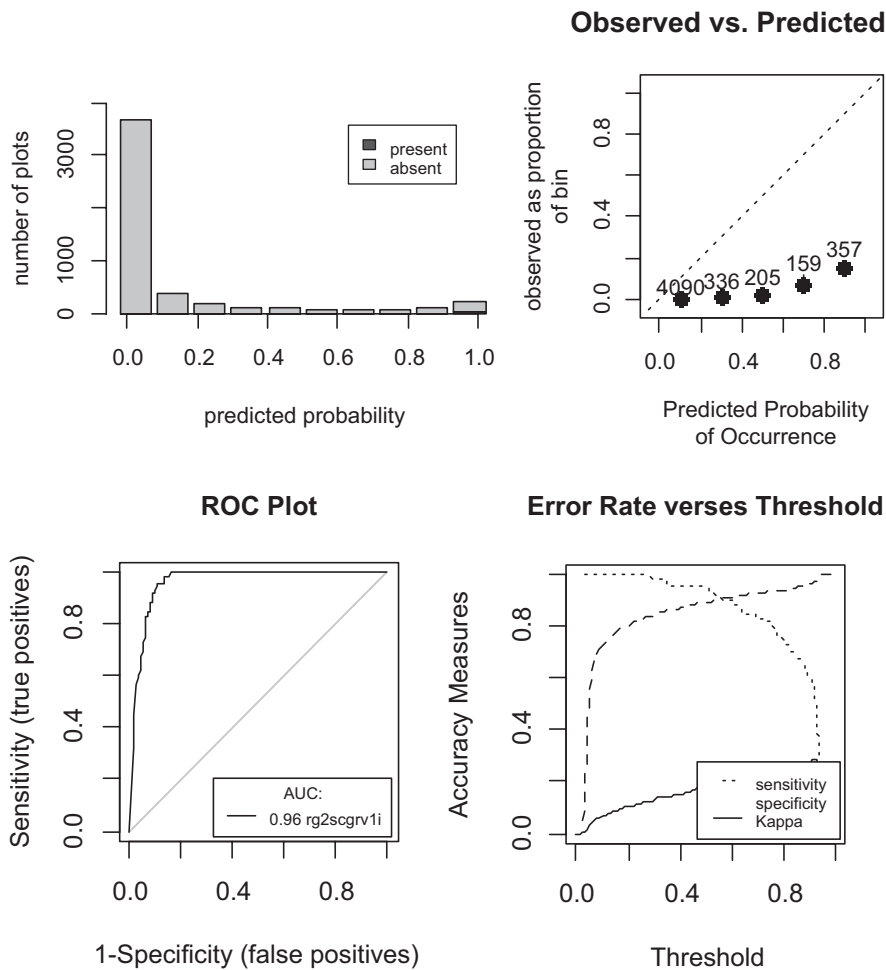 number of plots
3000
1000
0
present
absent
0.0 0.2 0.4 0.6 0.8 1.0
predicted probability
Observed vs. Predicted
observed as proportion
of bin
0.8
0.4
0.0
4090 336 205 159 357
0.0 0.4 0.8
Predicted Probability
of Occurrence
ROC Plot
Sensitivity (true positives)
0.8
0.4
0.0
AUC:
0.96 rg2scgrv1i
0.0 0.4 0.8
1-Specificity (false positives)
Error Rate verses Threshold
Accuracy Measures
0.8
0.4
0.0
sensitivity
specificity
Kappa
0.0 0.4 0.8
Threshold